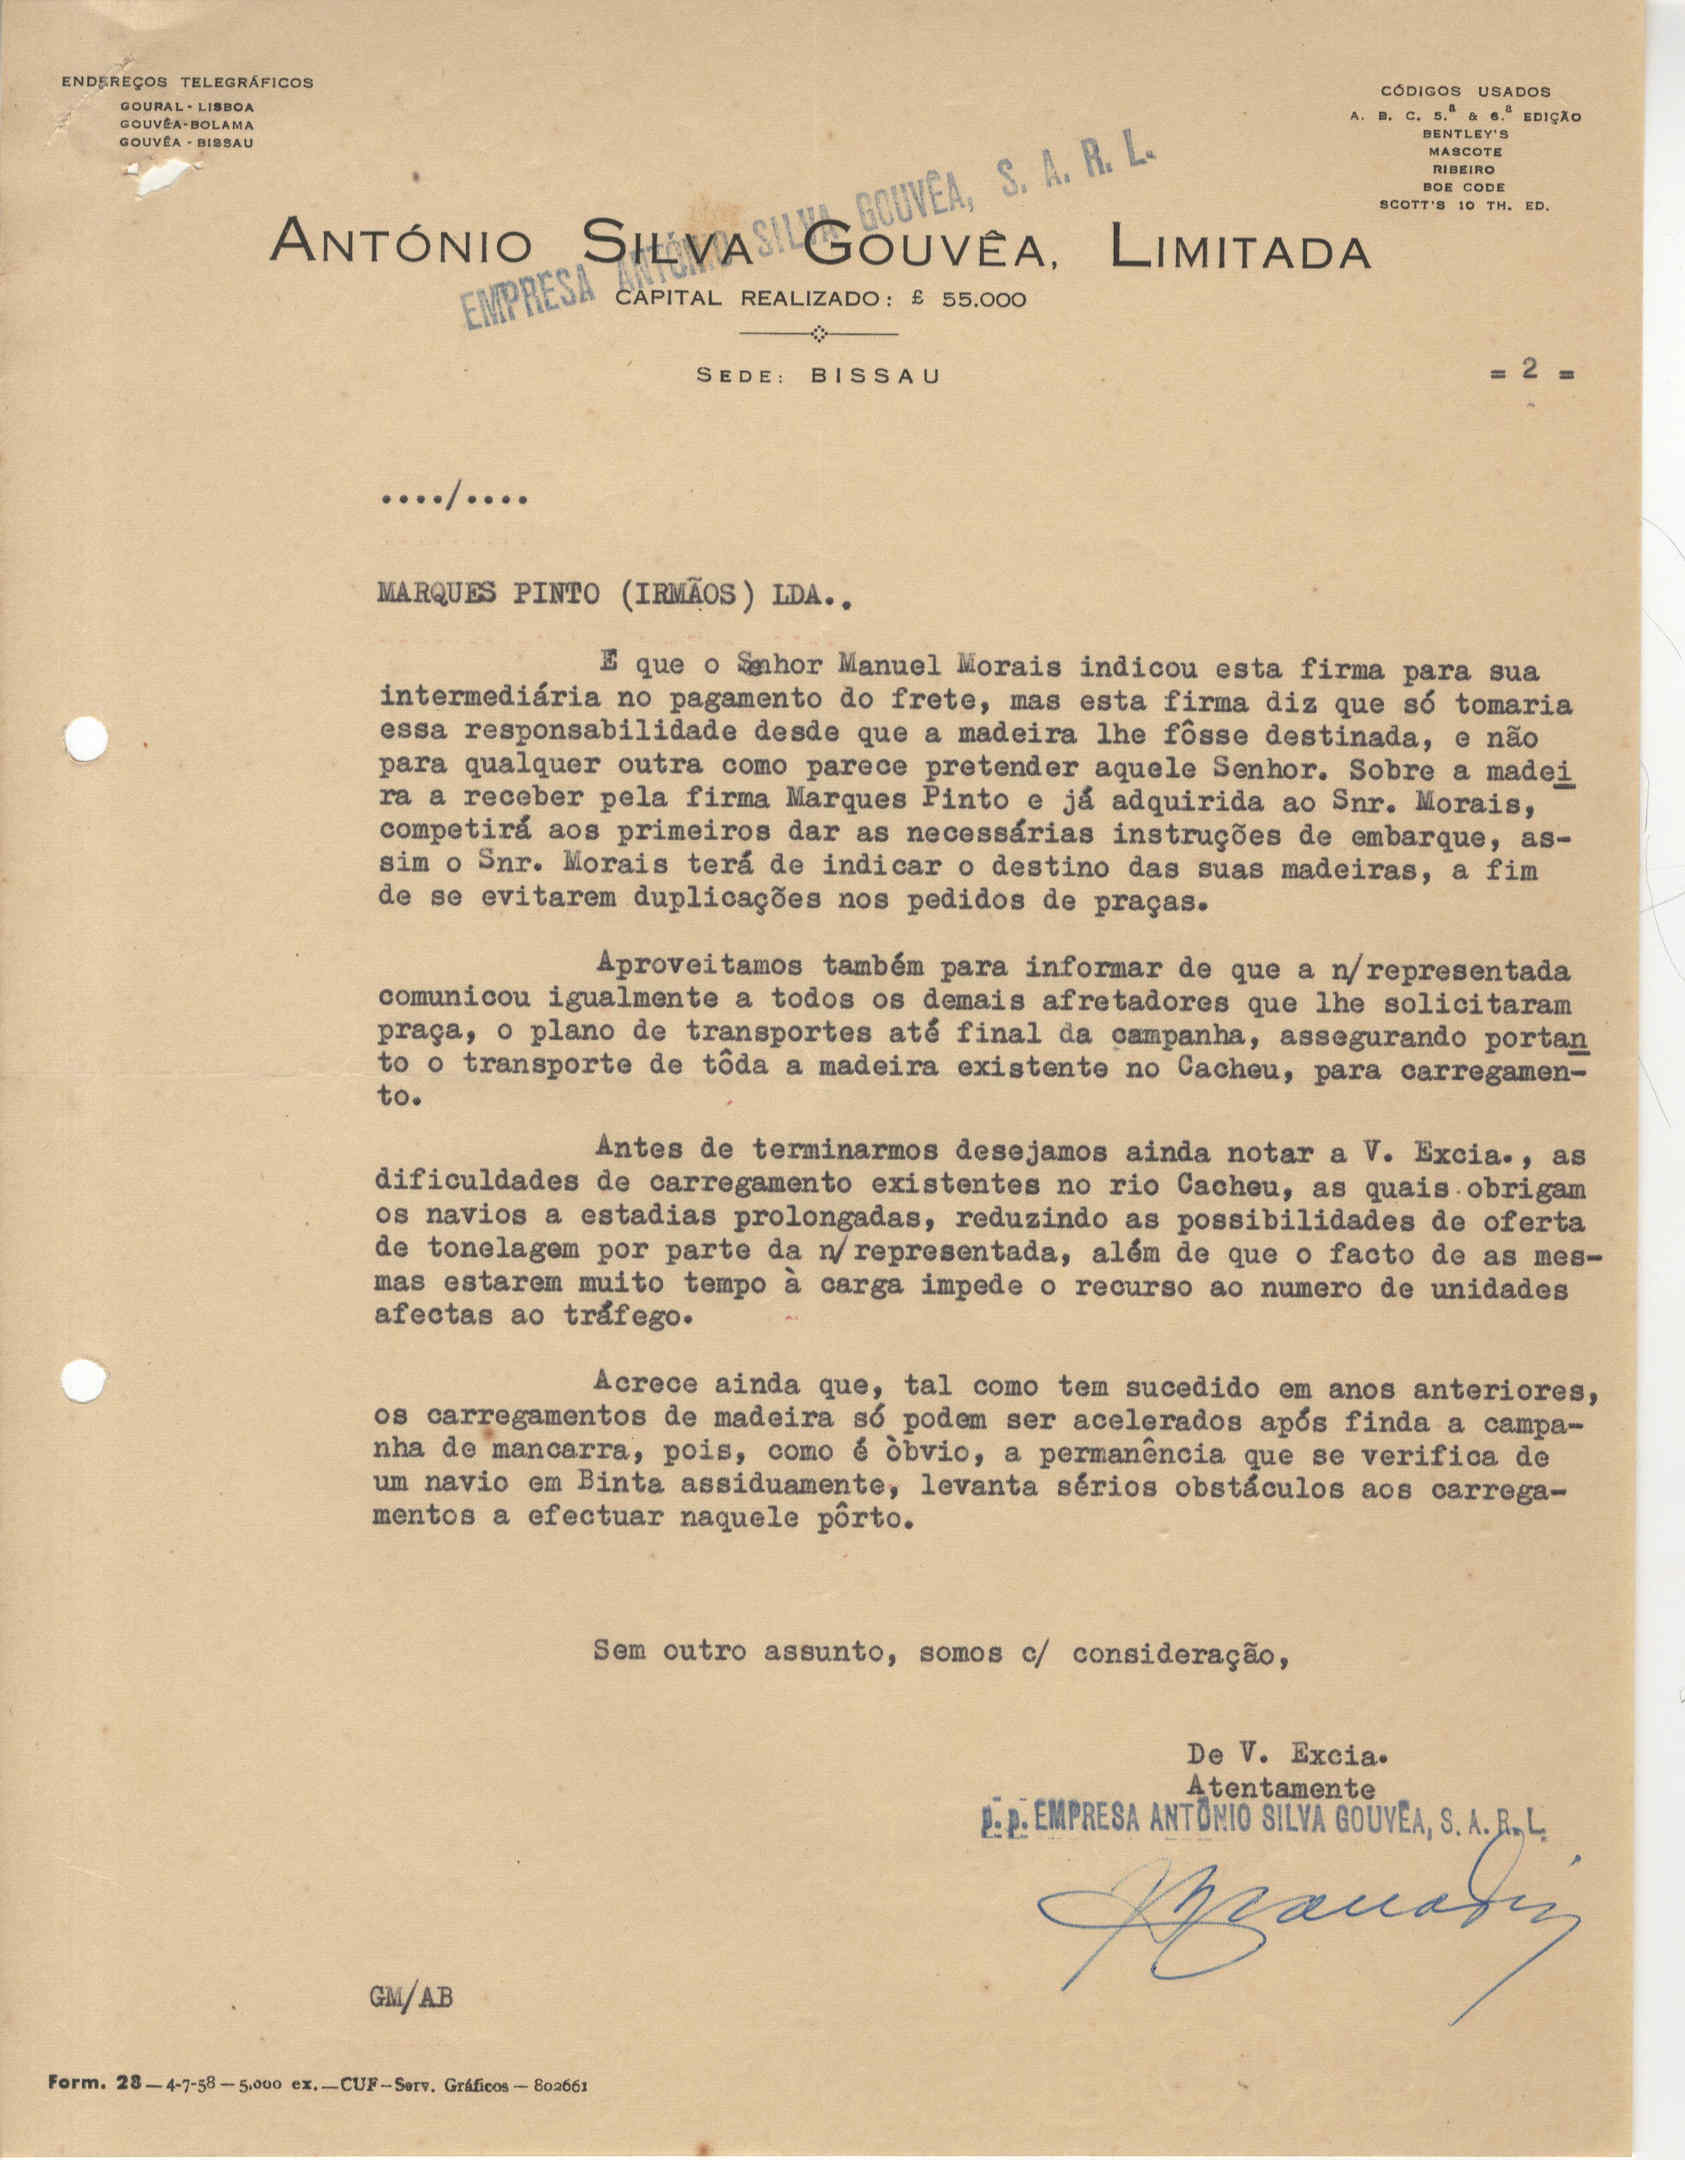 ENDEREÇOS TELEGRÁFICOS
GOURAL - LISBOA
GOUVÊA-BOLAMA
GOUVÊA - BISSAU
CÓDIGOS USADOS
A. B. C. 5.ª & 6.ª EDIÇÃO
BENTLEY'S
MASCOTE
RIBEIRO
BOE CODE
SCOTT'S 10 TH. ED.
EMPRESA ANTÓNIO SILVA GOUVÊA, S. A. R. L.
ANTÓNIO SILVA GOUVÊA, LIMITADA
CAPITAL REALIZADO: £ 55.000
SEDE: BISSAU
= 2 =
..../....
MARQUES PINTO (IRMÃOS) LDA..
E que o Senhor Manuel Morais indicou esta firma para sua
intermediária no pagamento do frete, mas esta firma diz que só tomaria
essa responsabilidade desde que a madeira lhe fôsse destinada, e não
para qualquer outra como parece pretender aquele Senhor. Sobre a madei
ra a receber pela firma Marques Pinto e já adquirida ao Snr. Morais,
competirá aos primeiros dar as necessárias instruções de embarque, as-
sim o Snr. Morais terá de indicar o destino das suas madeiras, a fim
de se evitarem duplicações nos pedidos de praças.
Aproveitamos também para informar de que a n/representada
comunicou igualmente a todos os demais afretadores que lhe solicitaram
praça, o plano de transportes até final da campanha, assegurando portan
to o transporte de tôda a madeira existente no Cacheu, para carregamen-
to.
Antes de terminarmos desejamos ainda notar a V. Excia., as
dificuldades de carregamento existentes no rio Cacheu, as quais obrigam
os navios a estadias prolongadas, reduzindo as possibilidades de oferta
de tonelagem por parte da n/representada, além de que o facto de as mes-
mas estarem muito tempo à carga impede o recurso ao numero de unidades
afectas ao tráfego.
Acrece ainda que, tal como tem sucedido em anos anteriores,
os carregamentos de madeira só podem ser acelerados após finda a campa-
nha de mancarra, pois, como é òbvio, a permanência que se verifica de
um navio em Binta assiduamente, levanta sérios obstáculos aos carrega-
mentos a efectuar naquele pôrto.
Sem outro assunto, somos c/ consideração,
De V. Excia.
Atentamente
p. p. EMPRESA ANTÓNIO SILVA GOUVÊA, S. A. R. L.
GM/AB
Form. 28 — 4-7-58 — 5.000 ex. — CUF — Serv. Gráficos — 802661